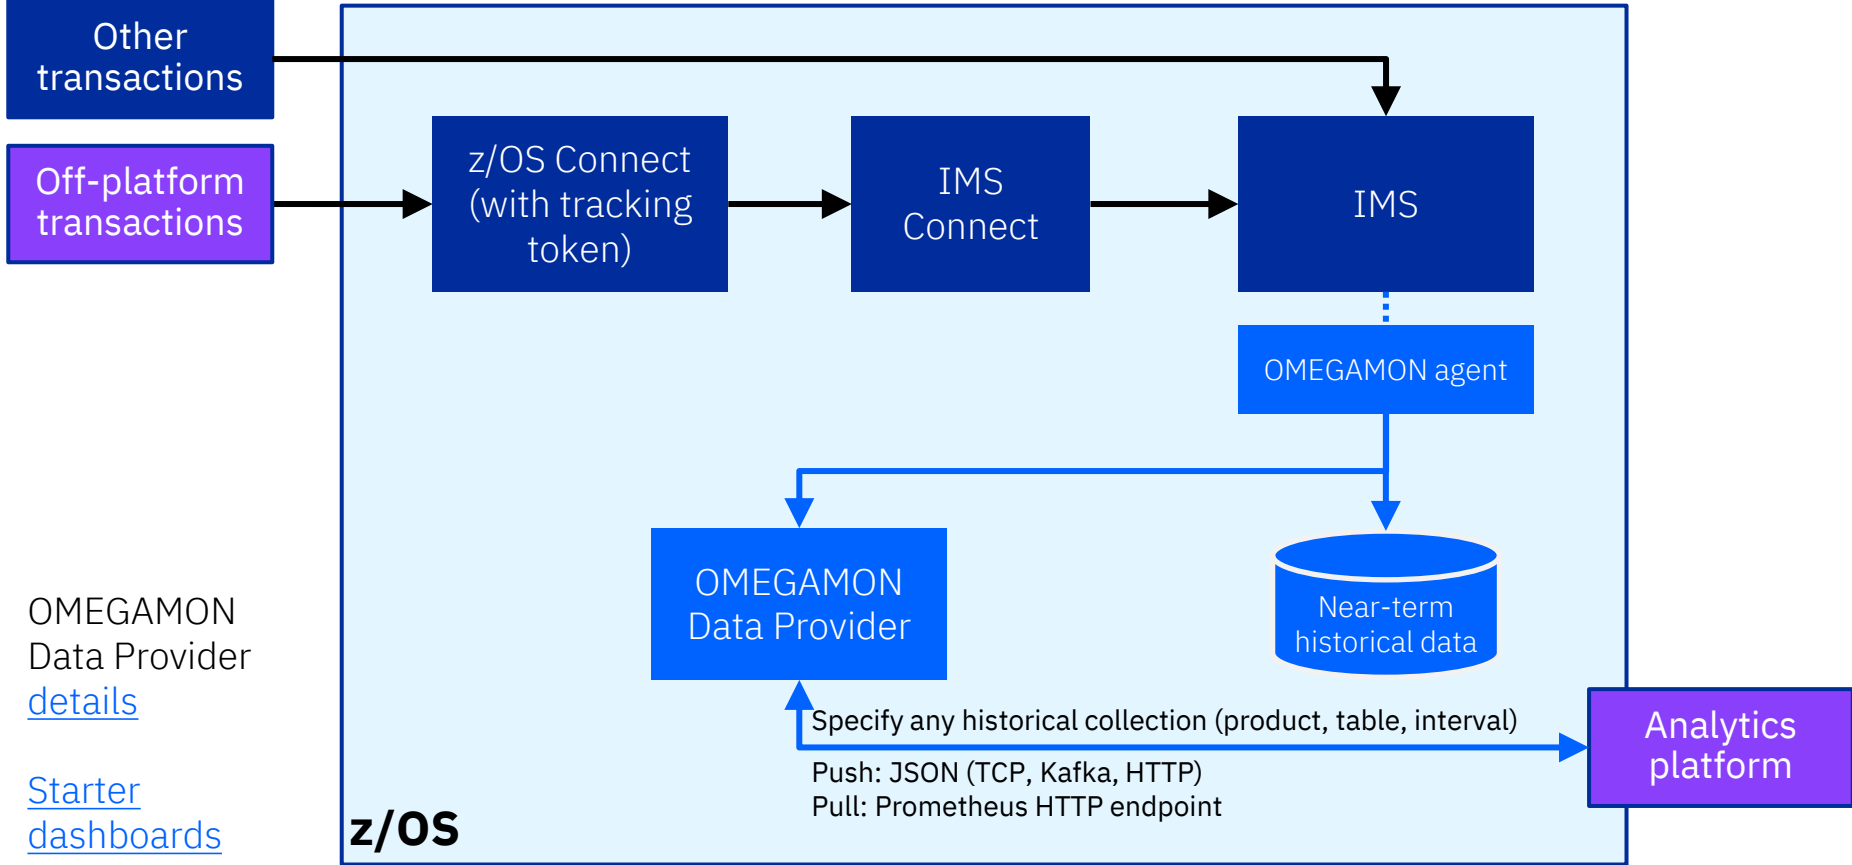 Other
transactions
Off-platform
transactions
z/OS Connect
(with tracking
token)
IMS
Connect
IMS
OMEGAMON agent
OMEGAMON
Data Provider
Near-term
historical data
OMEGAMON
Data Provider
details
Starter
dashboards
Specify any historical collection (product, table, interval)
Push: JSON (TCP, Kafka, HTTP)
Pull: Prometheus HTTP endpoint
Analytics
platform
z/OS